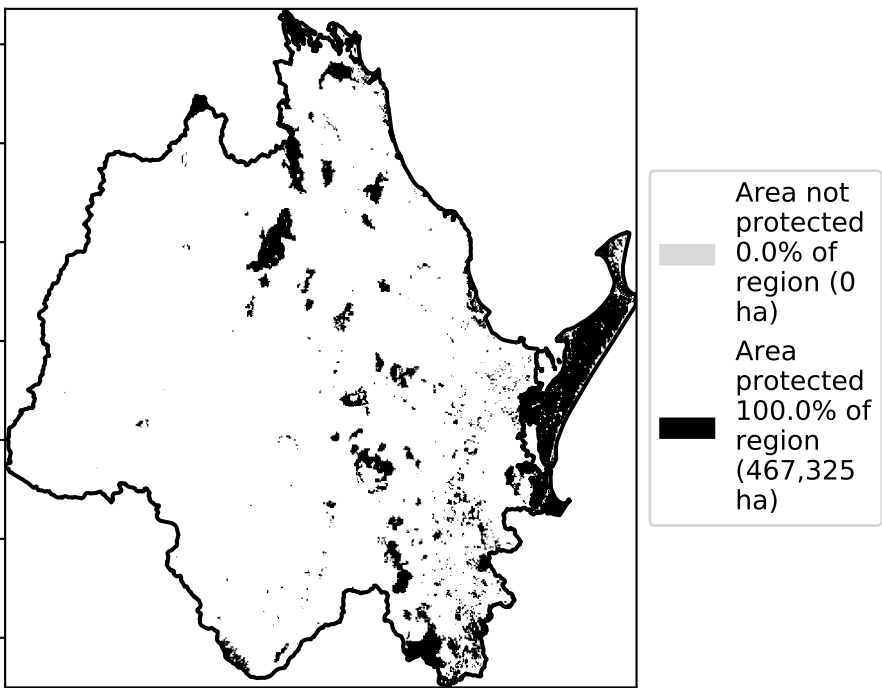 Area not
protected
0.0% of
region (0
ha)
Area
protected
100.0% of
region
(467,325
ha)